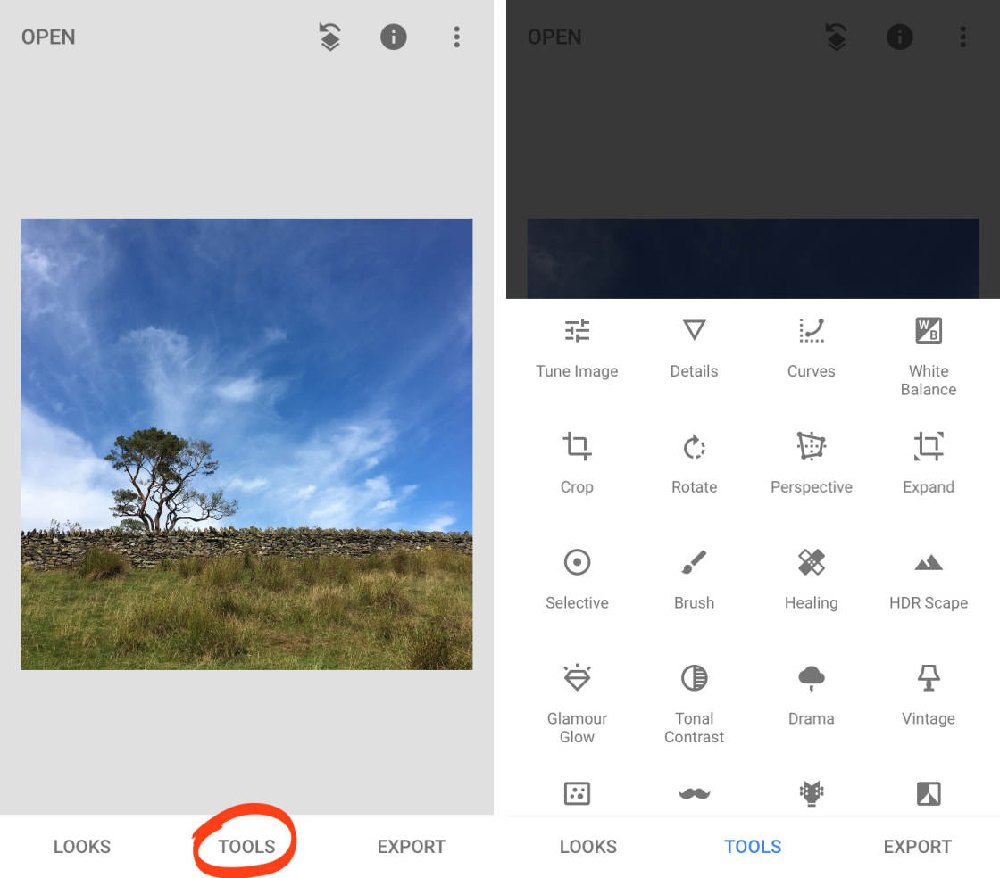 OPEN
LOOKS
TOOLS
EXPORT
OPEN
Tune Image
Details
Curves
W
B
White
Balance
Crop
Rotate
Perspective
Expand
Selective
Brush
Healing
HDR Scape
Glamour
Glow
Tonal
Contrast
Drama
Vintage
LOOKS
TOOLS
EXPORT